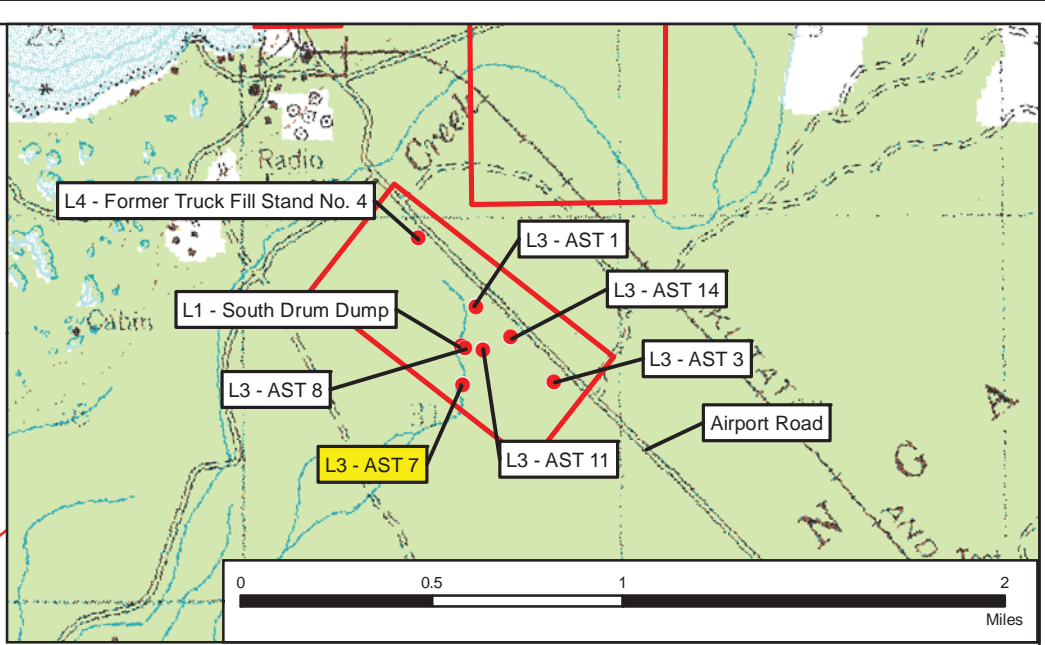 25
Creek
Radio
L4 - Former Truck Fill Stand No. 4
L3 - AST 1
L3 - AST 14
L1 - South Drum Dump
Cabin
L3 - AST 3
L3 - AST 8
Airport Road
L3 - AST 7
L3 - AST 11
N G A
AND
0 0.5 1 2
Miles